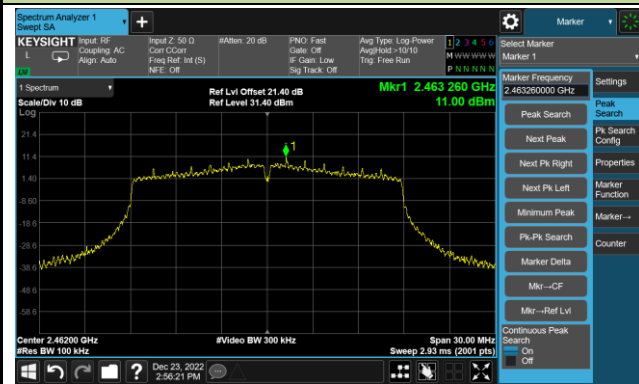 Spectrum Analyzer 1
Swept SA
Marker
KEYSIGHT
L
Input: RF
Coupling: AC
Align: Auto
Input Z: 50 Ω
Corr CCorr
Freq Ref: Int (S)
NFE: Off
#Atten: 20 dB
PNO: Fast
Gate: Off
IF Gain: Low
Sig Track: Off
Avg Type: Log-Power
Avg|Hold:>10/10
Trig: Free Run
1 2 3 4 5 6
M W W W W W
P N N N N N
Select Marker
Marker 1
1 Spectrum
Scale/Div 10 dB
Log
Ref Lvl Offset 21.40 dB
Ref Level 31.40 dBm
Mkr1 2.463 260 GHz
11.00 dBm
21.4
11.4
1.40
-8.60
-18.6
-28.6
-38.6
-48.6
-58.6
1
Center 2.46200 GHz
#Res BW 100 kHz
#Video BW 300 kHz
Span 30.00 MHz
Sweep 2.93 ms (2001 pts)
Marker Frequency
2.463260000 GHz
Peak Search
Next Peak
Next Pk Right
Next Pk Left
Minimum Peak
Pk-Pk Search
Marker Delta
Mkr→CF
Mkr→Ref Lvl
Continuous Peak
Search
On
Off
Settings
Peak
Search
Pk Search
Config
Properties
Marker
Function
Marker→
Counter
Dec 23, 2022
2:56:21 PM